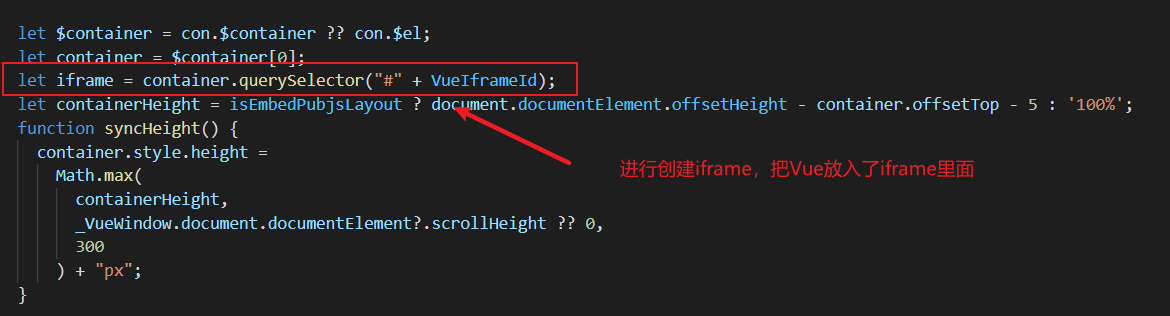 let $container = con.$container ?? con.$el;
let container = $container[0];
let iframe = container.querySelector("#" + VueIframeId);
let containerHeight = isEmbedPubjsLayout ? document.documentElement.offsetHeight - container.offsetTop - 5 : '100%';
function syncHeight() {
container.style.height =
进行创建iframe，把Vue放入了iframe里面
Math.max(
containerHeight,
_VueWindow.document.documentElement?.scrollHeight ?? 0,
300
) + "px";
}